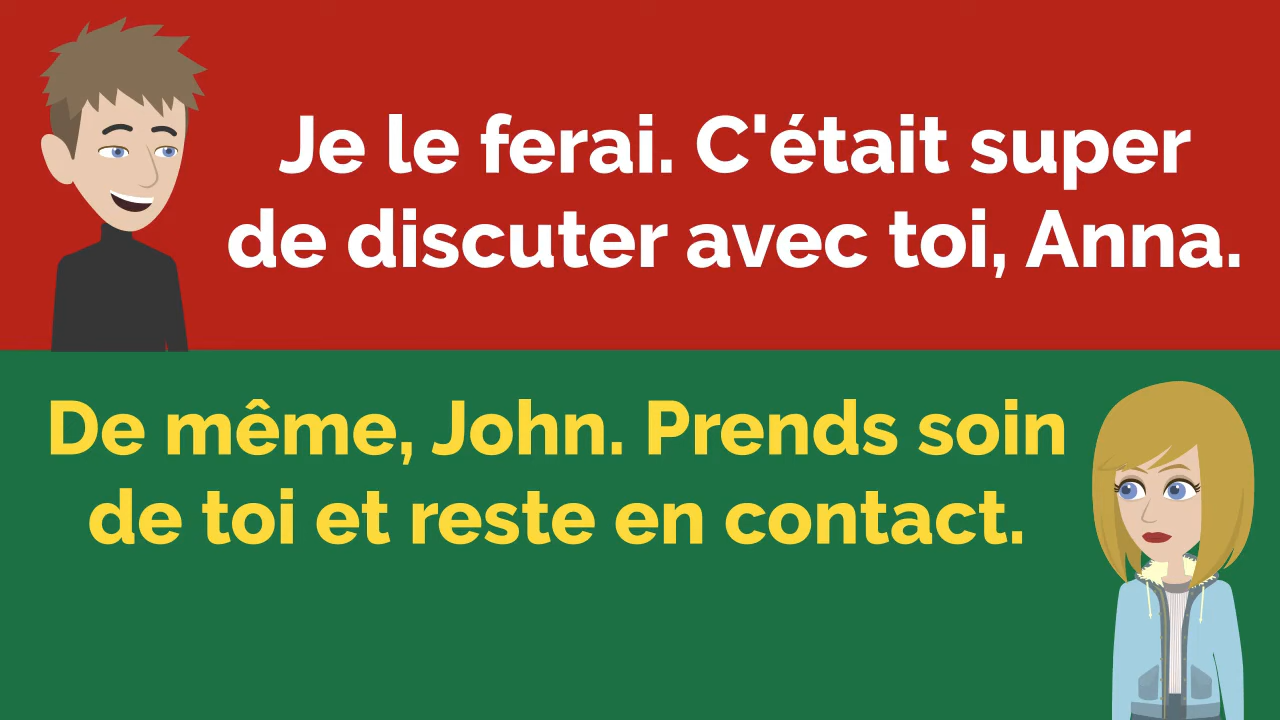 Je le ferai. C'était super
de discuter avec toi, Anna.
De même, John. Prends soin
de toi et reste en contact.